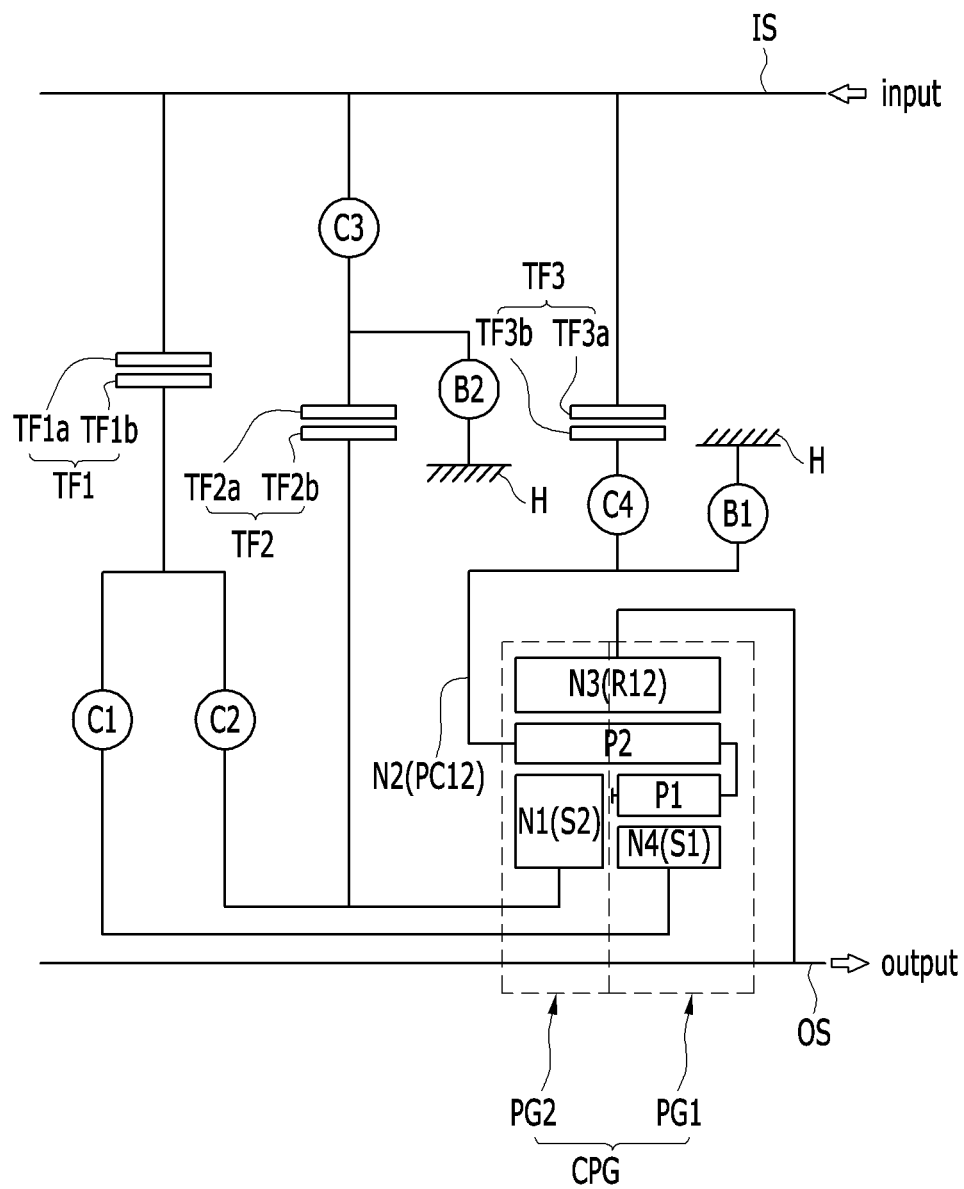 IS
input
C3
TF3
TF3b TF3a
B2
TF1a TF1b
TF1
H
TF2a TF2b
H
C4
B1
TF2
N3(R12)
C1
C2
P2
N2(PC12)
P1
N1(S2)
N4(S1)
output
OS
PG2
PG1
CPG